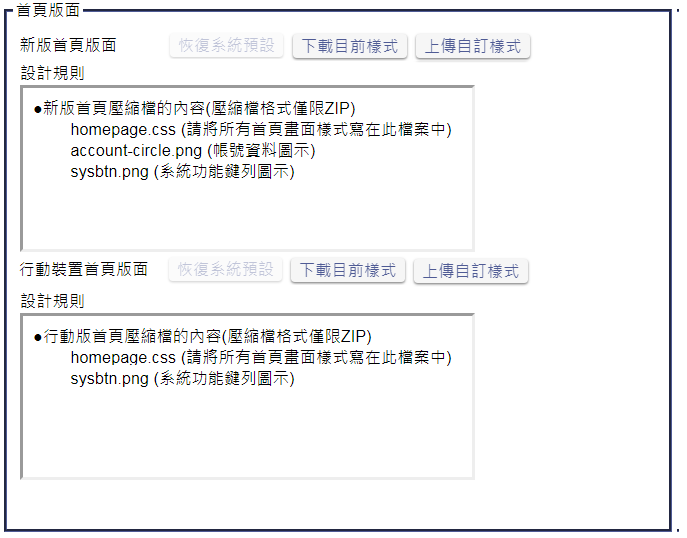 首頁版面
新版首頁版面 恢復系統預設 下載目前樣式 上傳自訂樣式
設計規則
●新版首頁壓縮檔的內容(壓縮檔格式僅限ZIP)
homepage.css (請將所有首頁畫面樣式寫在此檔案中)
account-circle.png (帳號資料圖示)
sysbtn.png (系統功能鍵列圖示)
行動裝置首頁版面 恢復系統預設 下載目前樣式 上傳自訂樣式
設計規則
●行動版首頁壓縮檔的內容(壓縮檔格式僅限ZIP)
homepage.css (請將所有首頁畫面樣式寫在此檔案中)
sysbtn.png (系統功能鍵列圖示)